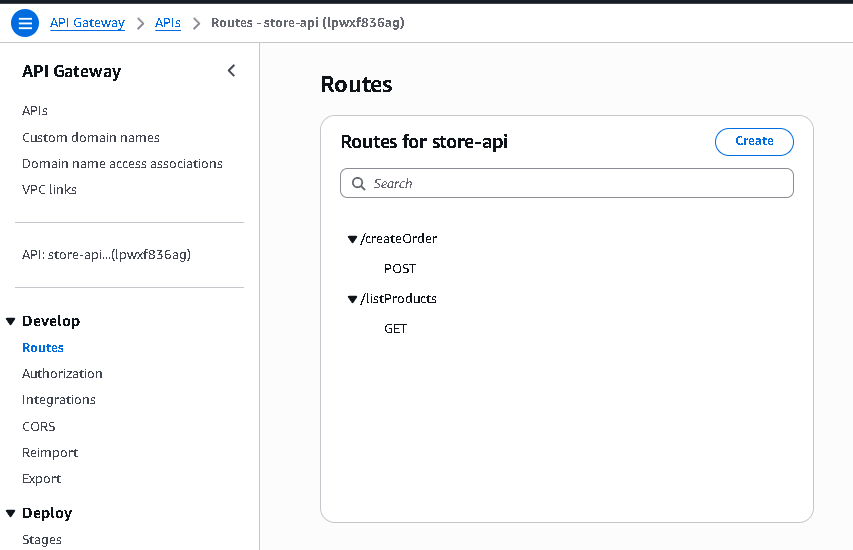 API Gateway > APIs > Routes - store-api (lpwxf836ag)
API Gateway
APIs
Custom domain names
Domain name access associations
VPC links
API: store-api...(lpwxf836ag)
Develop
Routes
Authorization
Integrations
CORS
Reimport
Export
Deploy
Stages
Routes
Routes for store-api
Create
Search
/createOrder
POST
/listProducts
GET